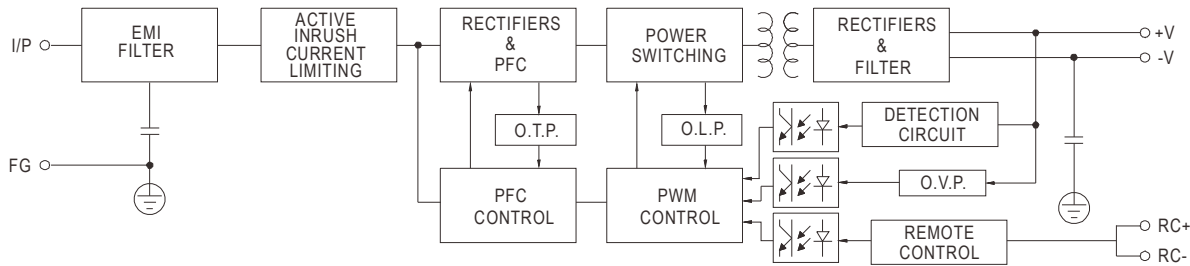 I/P
EMI
FILTER
ACTIVE
INRUSH
CURRENT
LIMITING
RECTIFIERS
&
PFC
POWER
SWITCHING
RECTIFIERS
&
FILTER
+V
-V
O.T.P.
O.L.P.
DETECTION
CIRCUIT
FG
PFC
CONTROL
PWM
CONTROL
O.V.P.
REMOTE
CONTROL
RC+
RC-